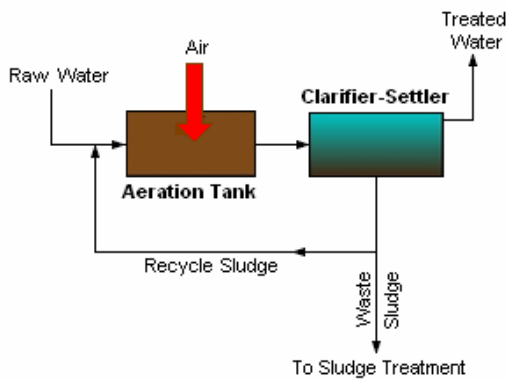 Treated
Water
Air
Raw Water
Clarifier-Settler
Aeration Tank
Recycle Sludge
Waste
Sludge
To Sludge Treatment